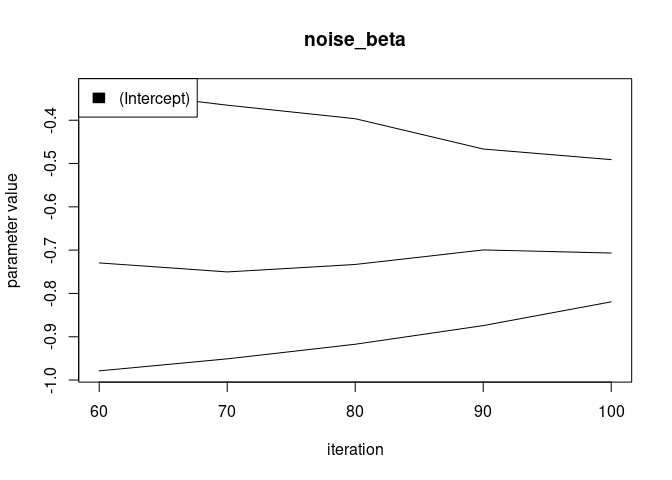 noise_beta
(Intercept)
parameter value
-0.4
-0.5
-0.6
-0.7
-0.8
-0.9
-1.0
60 70 80 90 100
iteration